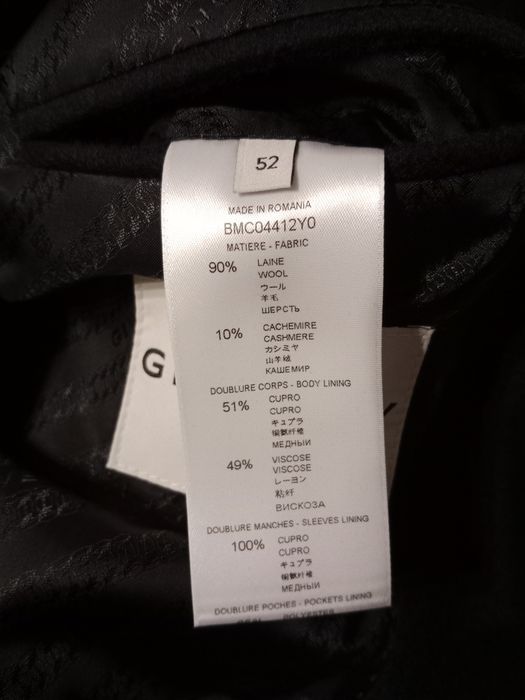 52
MADE IN ROMANIA
BMC04412Y0
MATIERE - FABRIC
90% LAINE
WOOL
ウール
羊毛
ШЕРСТЬ
10% CACHEMIRE
CASHMERE
カシミヤ
山羊绒
КАШЕМИР
G
DOUBLURE CORPS - BODY LINING
51% CUPRO
CUPRO
キュプラ
铜氨纤维
МЕДНЫЙ
49% VISCOSE
VISCOSE
レーヨン
粘纤
ВИСКОЗА
DOUBLURE MANCHES - SLEEVES LINING
100% CUPRO
CUPRO
キュプラ
铜氨纤维
МЕДНЫЙ
DOUBLURE POCHES - POCKETS LINING
POLYESTER